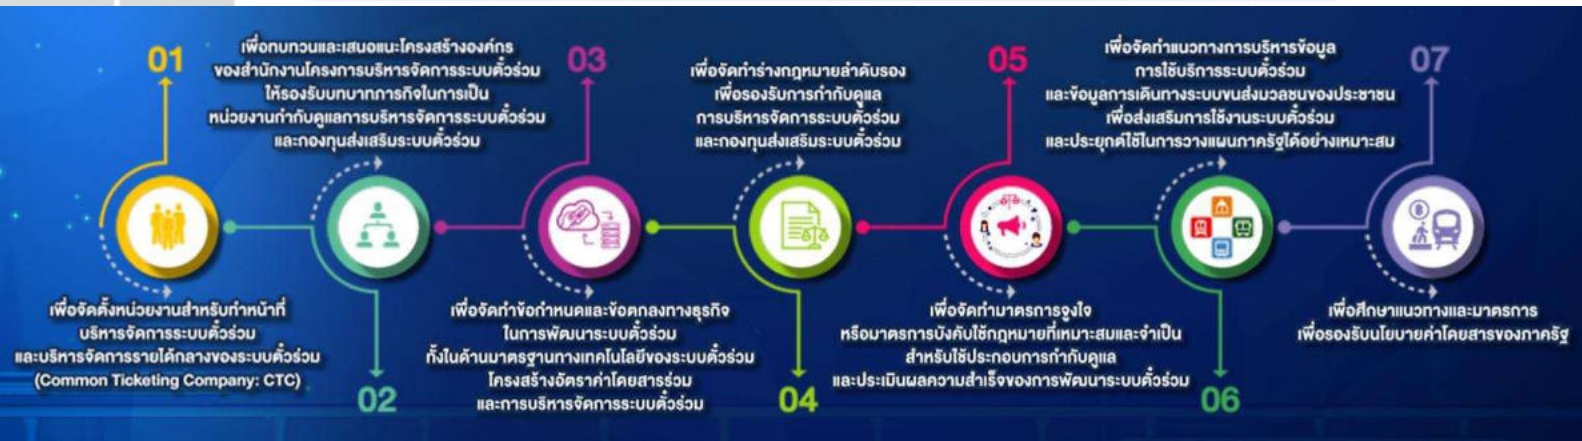 01
เพื่อจัดตั้งหน่วยงานสำหรับทำหน้าที่
บริหารจัดการระบบตั๋วร่วม
และบริหารจัดการรายได้กลางของระบบตั๋วร่วม
(Common Ticketing Company: CTC)
เพื่อทบทวนและเสนอแนะโครงสร้างองค์กร
ของสำนักงานโครงการบริหารจัดการระบบตั๋วร่วม
ให้รองรับบทบาทภารกิจในการเป็น
หน่วยงานกำกับดูแลการบริหารจัดการระบบตั๋วร่วม
และกองทุนส่งเสริมระบบตั๋วร่วม
02
03
เพื่อจัดทำข้อกำหนดและข้อตกลงทางธุรกิจ
ในการพัฒนาระบบตั๋วร่วม
ทั้งในด้านมาตรฐานทางเทคโนโลยีของระบบตั๋วร่วม
โครงสร้างอัตราค่าโดยสารร่วม
และการบริหารจัดการระบบตั๋วร่วม
เพื่อจัดทำร่างกฎหมายลำดับรอง
เพื่อรองรับการกำกับดูแล
การบริหารจัดการระบบตั๋วร่วม
และกองทุนส่งเสริมระบบตั๋วร่วม
04
05
เพื่อจัดทำมาตรการจูงใจ
หรือมาตรการบังคับใช้กฎหมายที่เหมาะสมและจำเป็น
สำหรับใช้ประกอบการกำกับดูแล
และประเมินผลความสำเร็จของการพัฒนาระบบตั๋วร่วม
เพื่อจัดทำแนวทางการบริหารข้อมูล
การใช้บริการระบบตั๋วร่วม
และข้อมูลการเดินทางระบบขนส่งมวลชนของประชาชน
เพื่อส่งเสริมการใช้งานระบบตั๋วร่วม
และประยุกต์ใช้ในการวางแผนภาครัฐได้อย่างเหมาะสม
06
07
เพื่อศึกษาแนวทางและมาตรการ
เพื่อรองรับนโยบายค่าโดยสารของภาครัฐ